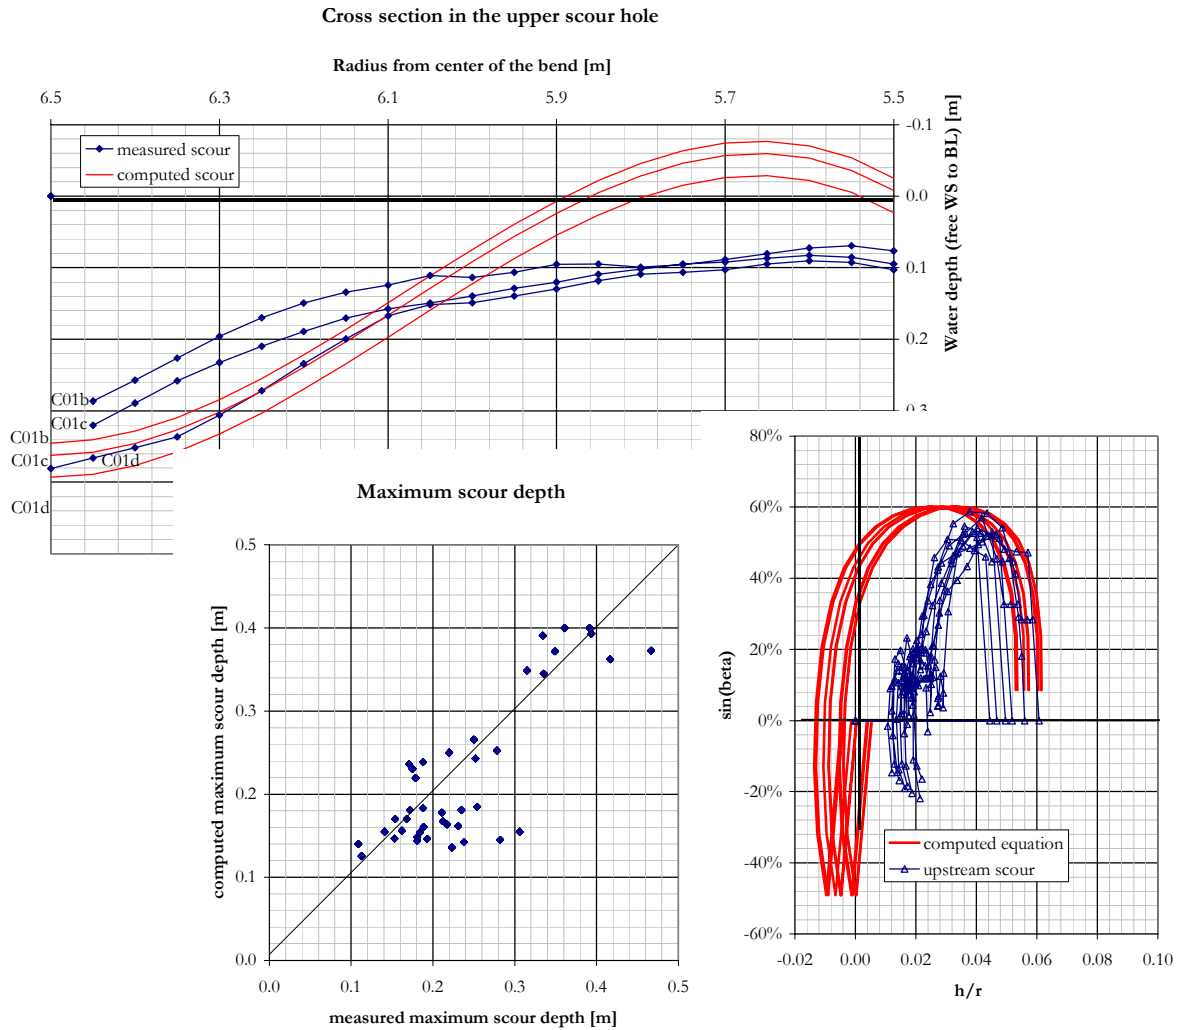 Cross section in the upper scour hole
Radius from center of the bend [m]
6.5 6.3 6.1 5.9 5.7 5.5
-0.1
0.0
0.1
0.2
0.3
Water depth (free WS to BL) [m]
measured scour
computed scour
C01b
C01c
C01d
C01b
C01c
C01d
Maximum scour depth
computed maximum scour depth [m]
0.5
0.4
0.3
0.2
0.1
0.0
0.0 0.1 0.2 0.3 0.4 0.5
measured maximum scour depth [m]
sin(beta)
80%
60%
40%
20%
0%
-20%
-40%
-60%
computed equation
upstream scour
-0.02 0.00 0.02 0.04 0.06 0.08 0.10
h/r